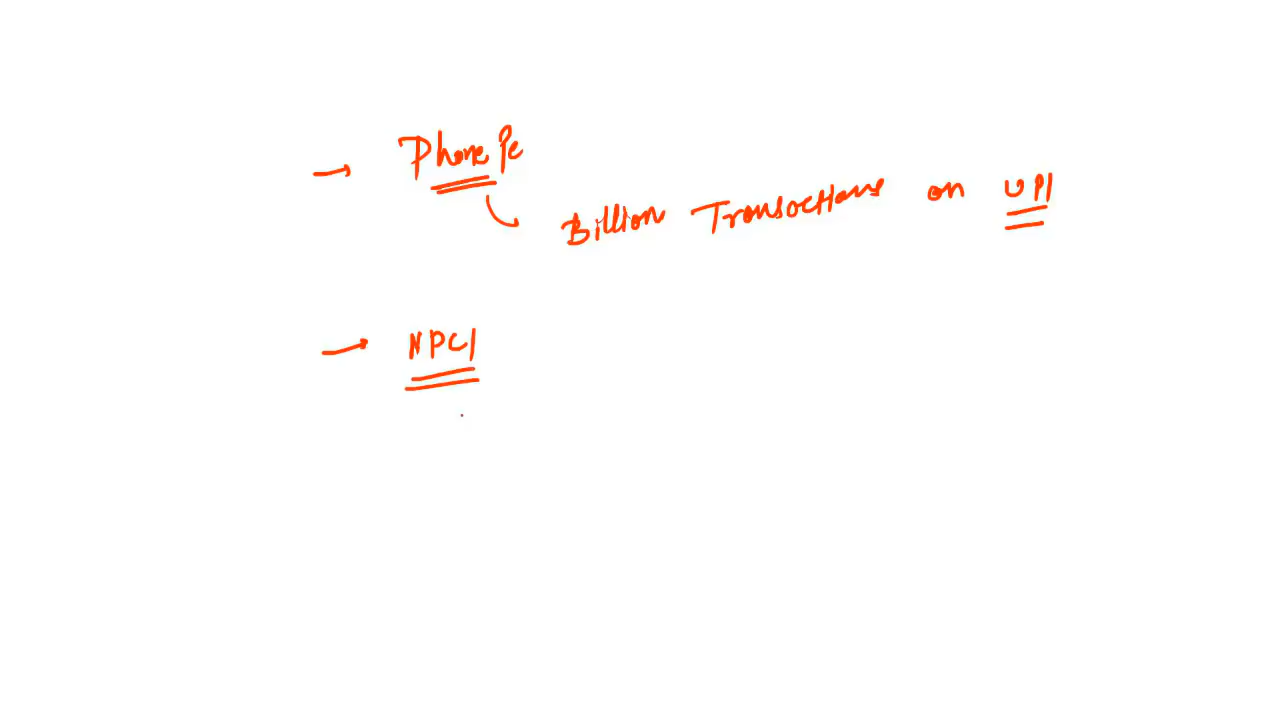 → PhonePe
Billion Transactions on UPI
→ NPCI